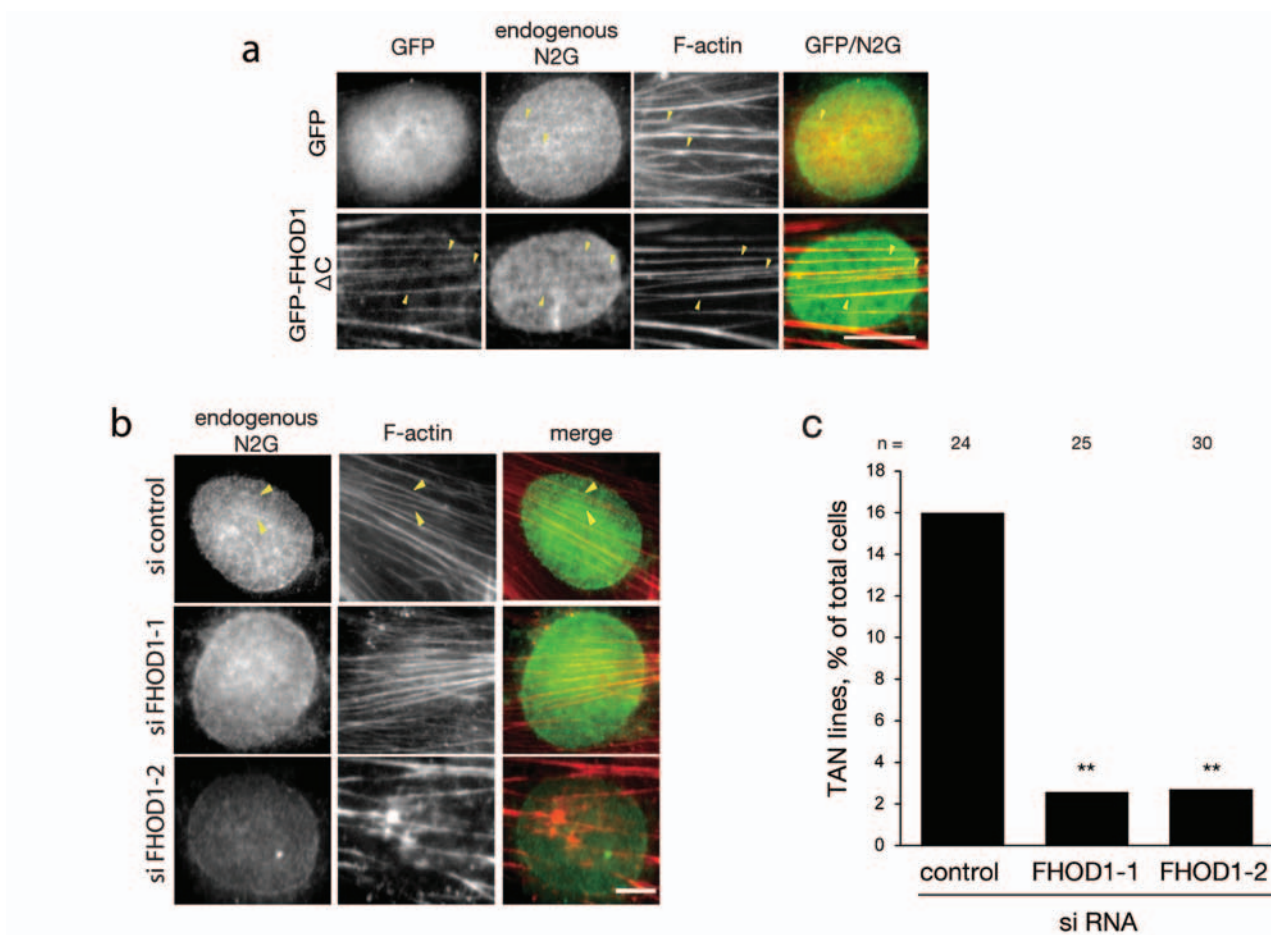 a
GFP
endogenous
N2G
F-actin
GFP/N2G
GFP
GFP-FHOD1
ΔC
b
endogenous
N2G
F-actin
merge
si control
si FHOD1-1
si FHOD1-2
c
n = 24 25 30
TAN lines, % of total cells
18
16
14
12
10
8
6
4
2
0
** **
control FHOD1-1 FHOD1-2
si RNA